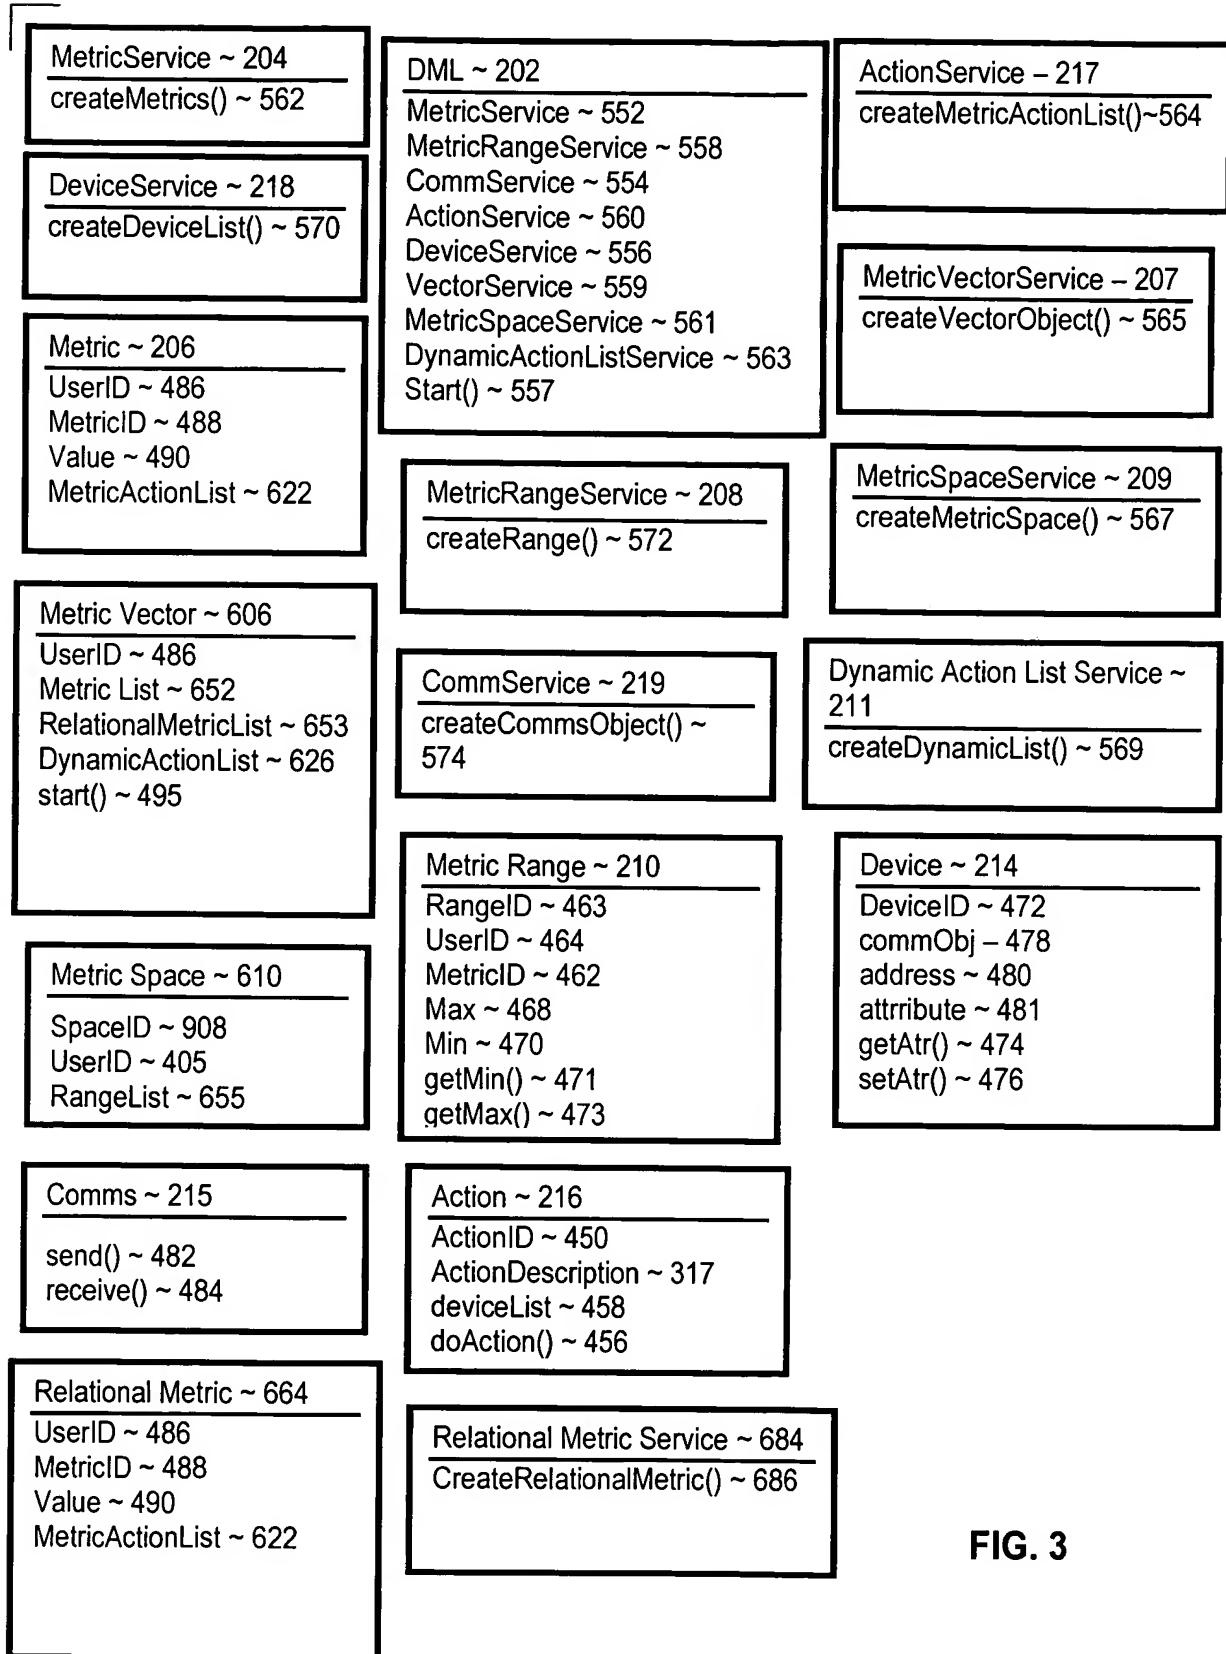 MetricService ~ 204
createMetrics() ~ 562
DeviceService ~ 218
createDeviceList() ~ 570
Metric ~ 206
UserID ~ 486
MetricID ~ 488
Value ~ 490
MetricActionList ~ 622
Metric Vector ~ 606
UserID ~ 486
Metric List ~ 652
RelationalMetricList ~ 653
DynamicActionList ~ 626
start() ~ 495
Metric Space ~ 610
SpaceID ~ 908
UserID ~ 405
RangeList ~ 655
Comms ~ 215
send() ~ 482
receive() ~ 484
Relational Metric ~ 664
UserID ~ 486
MetricID ~ 488
Value ~ 490
MetricActionList ~ 622
DML ~ 202
MetricService ~ 552
MetricRangeService ~ 558
CommService ~ 554
ActionService ~ 560
DeviceService ~ 556
VectorService ~ 559
MetricSpaceService ~ 561
DynamicActionListService ~ 563
Start() ~ 557
MetricRangeService ~ 208
createRange() ~ 572
CommService ~ 219
createCommsObject() ~
574
Metric Range ~ 210
RangeID ~ 463
UserID ~ 464
MetricID ~ 462
Max ~ 468
Min ~ 470
getMin() ~ 471
getMax() ~ 473
Action ~ 216
ActionID ~ 450
ActionDescription ~ 317
deviceList ~ 458
doAction() ~ 456
Relational Metric Service ~ 684
CreateRelationalMetric() ~ 686
ActionService – 217
createMetricActionList()~564
MetricVectorService – 207
createVectorObject() ~ 565
MetricSpaceService ~ 209
createMetricSpace() ~ 567
Dynamic Action List Service ~
211
createDynamicList() ~ 569
Device ~ 214
DeviceID ~ 472
commObj – 478
address ~ 480
attrribute ~ 481
getAtr() ~ 474
setAtr() ~ 476
FIG. 3